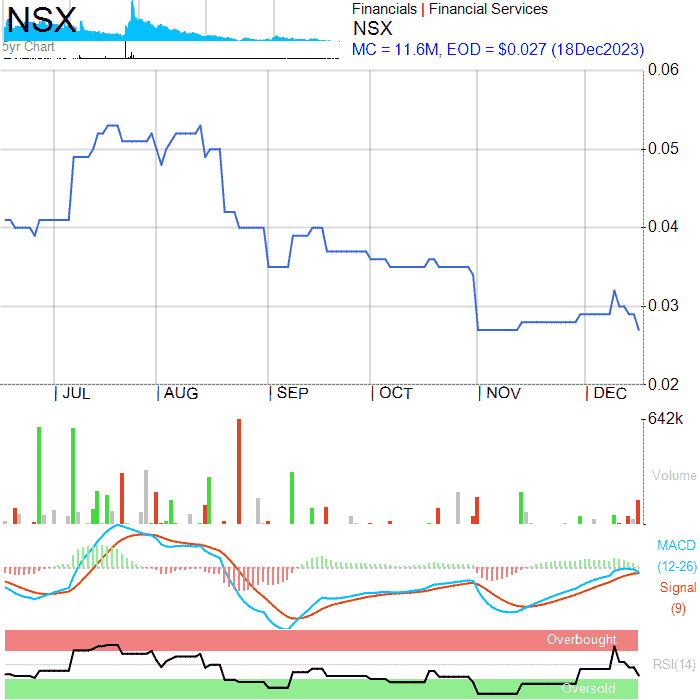 NSX
5yr Chart
Financials | Financial Services
NSX
MC = 11.6M, EOD = $0.027 (18Dec2023)
0.06
0.05
0.04
0.03
0.02
JUL AUG SEP OCT NOV DEC
642k
Volume
MACD
(12-26)
Signal
(9)
Overbought
RSI(14)
Oversold